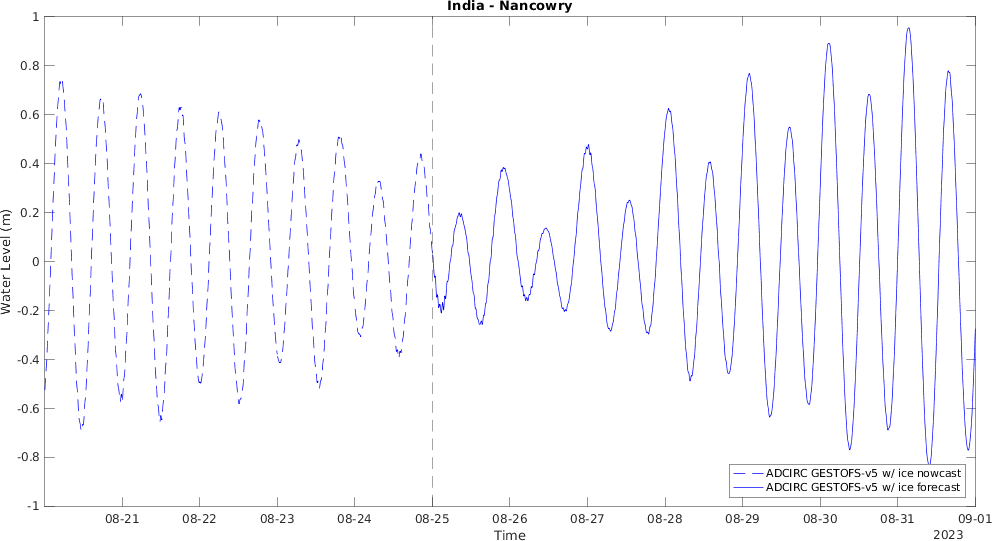 India - Nancowry
1
0.8
0.6
0.4
0.2
0
-0.2
-0.4
-0.6
-0.8
-1
Water Level (m)
ADCIRC GESTOFS-v5 w/ ice nowcast
ADCIRC GESTOFS-v5 w/ ice forecast
08-21 08-22 08-23 08-24 08-25 08-26 08-27 08-28 08-29 08-30 08-31 09-01
Time
2023